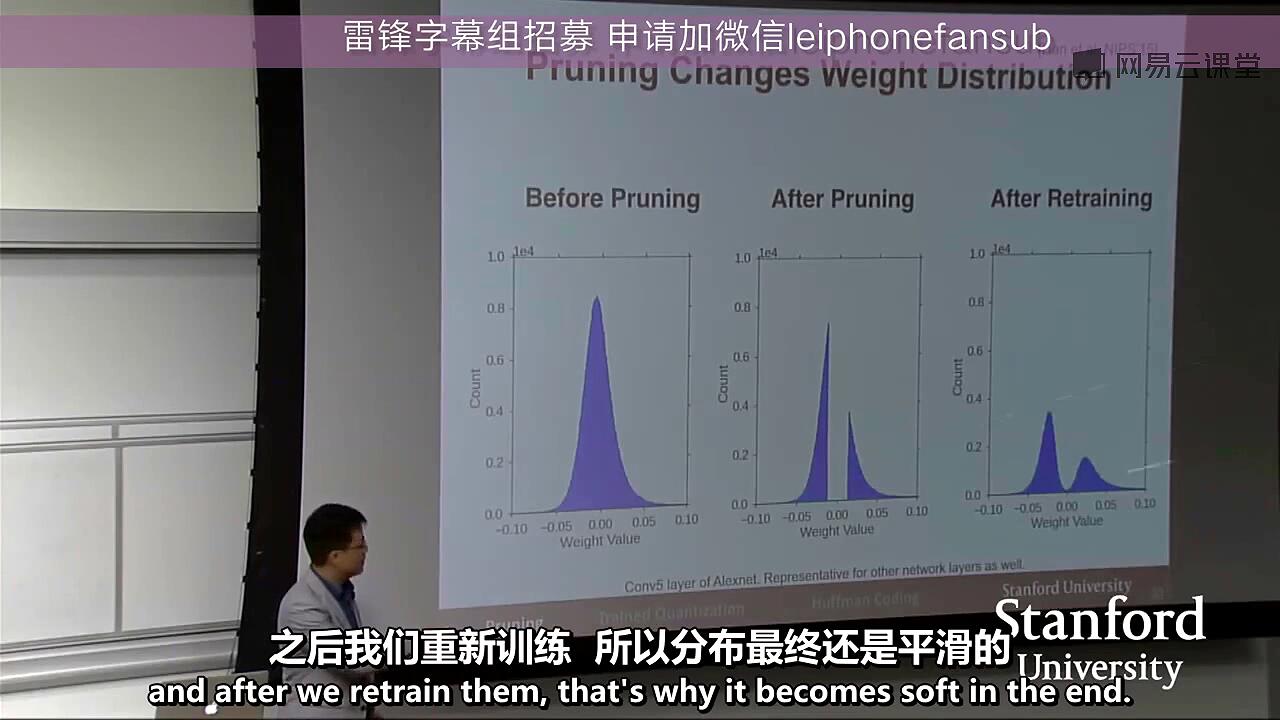 雷锋字幕组招募 申请加微信leiphonefansub
网易云课堂
Pruning Changes Weight Distribution
Before Pruning
After Pruning
After Retraining
1e4
1.0
0.8
0.6
0.4
0.2
0.0
Count
−0.10 −0.05 0.00 0.05 0.10
Weight Value
1e4
1.0
0.8
0.6
0.4
0.2
0.0
Count
−0.10 −0.05 0.00 0.05 0.10
Weight Value
1e4
1.0
0.8
0.6
0.4
0.2
0.0
Count
−0.10 −0.05 0.00 0.05 0.10
Weight Value
Conv5 layer of Alexnet. Representative for other network layers as well.
Pruning Trained Quantization Huffman Coding Stanford University
Stanford
University
之后我们重新训练 所以分布最终还是平滑的
and after we retrain them, that's why it becomes soft in the end.